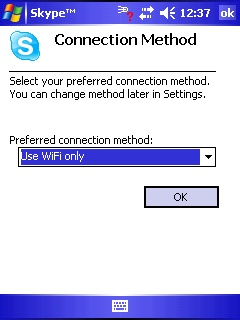 Skype™ 12:37 ok
Connection Method
Select your preferred connection method.
You can change method later in Settings.
Preferred connection method:
Use WiFi only
OK